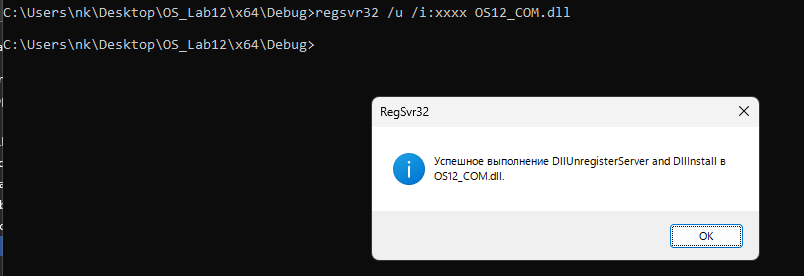 C:\Users\nk\Desktop\OS_Lab12\x64\Debug>regsvr32 /u /i:xxxx OS12_COM.dll
C:\Users\nk\Desktop\OS_Lab12\x64\Debug>
RegSvr32
Успешное выполнение DllUnregisterServer and DllInstall в
OS12_COM.dll.
OK